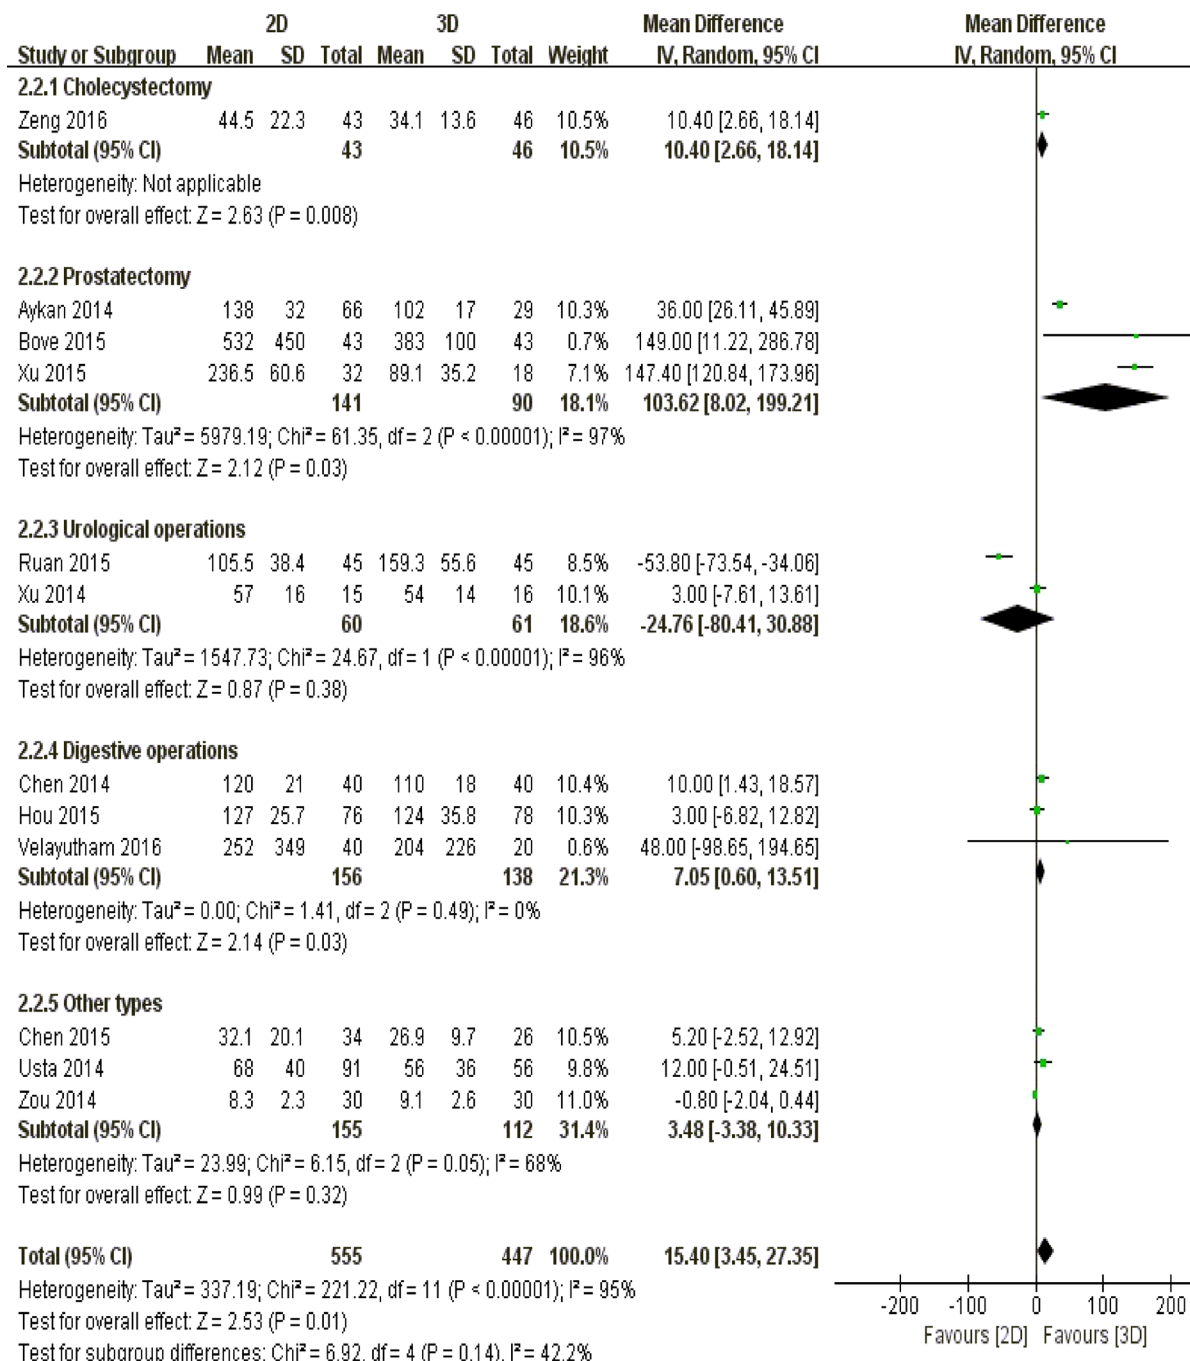 2D 3D Mean Difference Mean Difference
Study or Subgroup Mean SD Total Mean SD Total Weight IV, Random, 95% CI IV, Random, 95% CI
2.2.1 Cholecystectomy
Zeng 2016 44.5 22.3 43 34.1 13.6 46 10.5% 10.40 [2.66, 18.14]
Subtotal (95% CI) 43 46 10.5% 10.40 [2.66, 18.14]
Heterogeneity: Not applicable
Test for overall effect: Z = 2.63 (P = 0.008)
2.2.2 Prostatectomy
Aykan 2014 138 32 66 102 17 29 10.3% 36.00 [26.11, 45.89]
Bove 2015 532 450 43 383 100 43 0.7% 149.00 [11.22, 286.78]
Xu 2015 236.5 60.6 32 89.1 35.2 18 7.1% 147.40 [120.84, 173.96]
Subtotal (95% CI) 141 90 18.1% 103.62 [8.02, 199.21]
Heterogeneity: Tau² = 5979.19; Chi² = 61.35, df = 2 (P < 0.00001); I² = 97%
Test for overall effect: Z = 2.12 (P = 0.03)
2.2.3 Urological operations
Ruan 2015 105.5 38.4 45 159.3 55.6 45 8.5% -53.80 [-73.54, -34.06]
Xu 2014 57 16 15 54 14 16 10.1% 3.00 [-7.61, 13.61]
Subtotal (95% CI) 60 61 18.6% -24.76 [-80.41, 30.88]
Heterogeneity: Tau² = 1547.73; Chi² = 24.67, df = 1 (P < 0.00001); I² = 96%
Test for overall effect: Z = 0.87 (P = 0.38)
2.2.4 Digestive operations
Chen 2014 120 21 40 110 18 40 10.4% 10.00 [1.43, 18.57]
Hou 2015 127 25.7 76 124 35.8 78 10.3% 3.00 [-6.82, 12.82]
Velayutham 2016 252 349 40 204 226 20 0.6% 48.00 [-98.65, 194.65]
Subtotal (95% CI) 156 138 21.3% 7.05 [0.60, 13.51]
Heterogeneity: Tau² = 0.00; Chi² = 1.41, df = 2 (P = 0.49); I² = 0%
Test for overall effect: Z = 2.14 (P = 0.03)
2.2.5 Other types
Chen 2015 32.1 20.1 34 26.9 9.7 26 10.5% 5.20 [-2.52, 12.92]
Usta 2014 68 40 91 56 36 56 9.8% 12.00 [-0.51, 24.51]
Zou 2014 8.3 2.3 30 9.1 2.6 30 11.0% -0.80 [-2.04, 0.44]
Subtotal (95% CI) 155 112 31.4% 3.48 [-3.38, 10.33]
Heterogeneity: Tau² = 23.99; Chi² = 6.15, df = 2 (P = 0.05); I² = 68%
Test for overall effect: Z = 0.99 (P = 0.32)
Total (95% CI) 555 447 100.0% 15.40 [3.45, 27.35]
Heterogeneity: Tau² = 337.19; Chi² = 221.22, df = 11 (P < 0.00001); I² = 95%
Test for overall effect: Z = 2.53 (P = 0.01)
Test for subgroup differences: Chi² = 6.92, df = 4 (P = 0.14), I² = 42.2%
-200 -100 0 100 200
Favours [2D] Favours [3D]